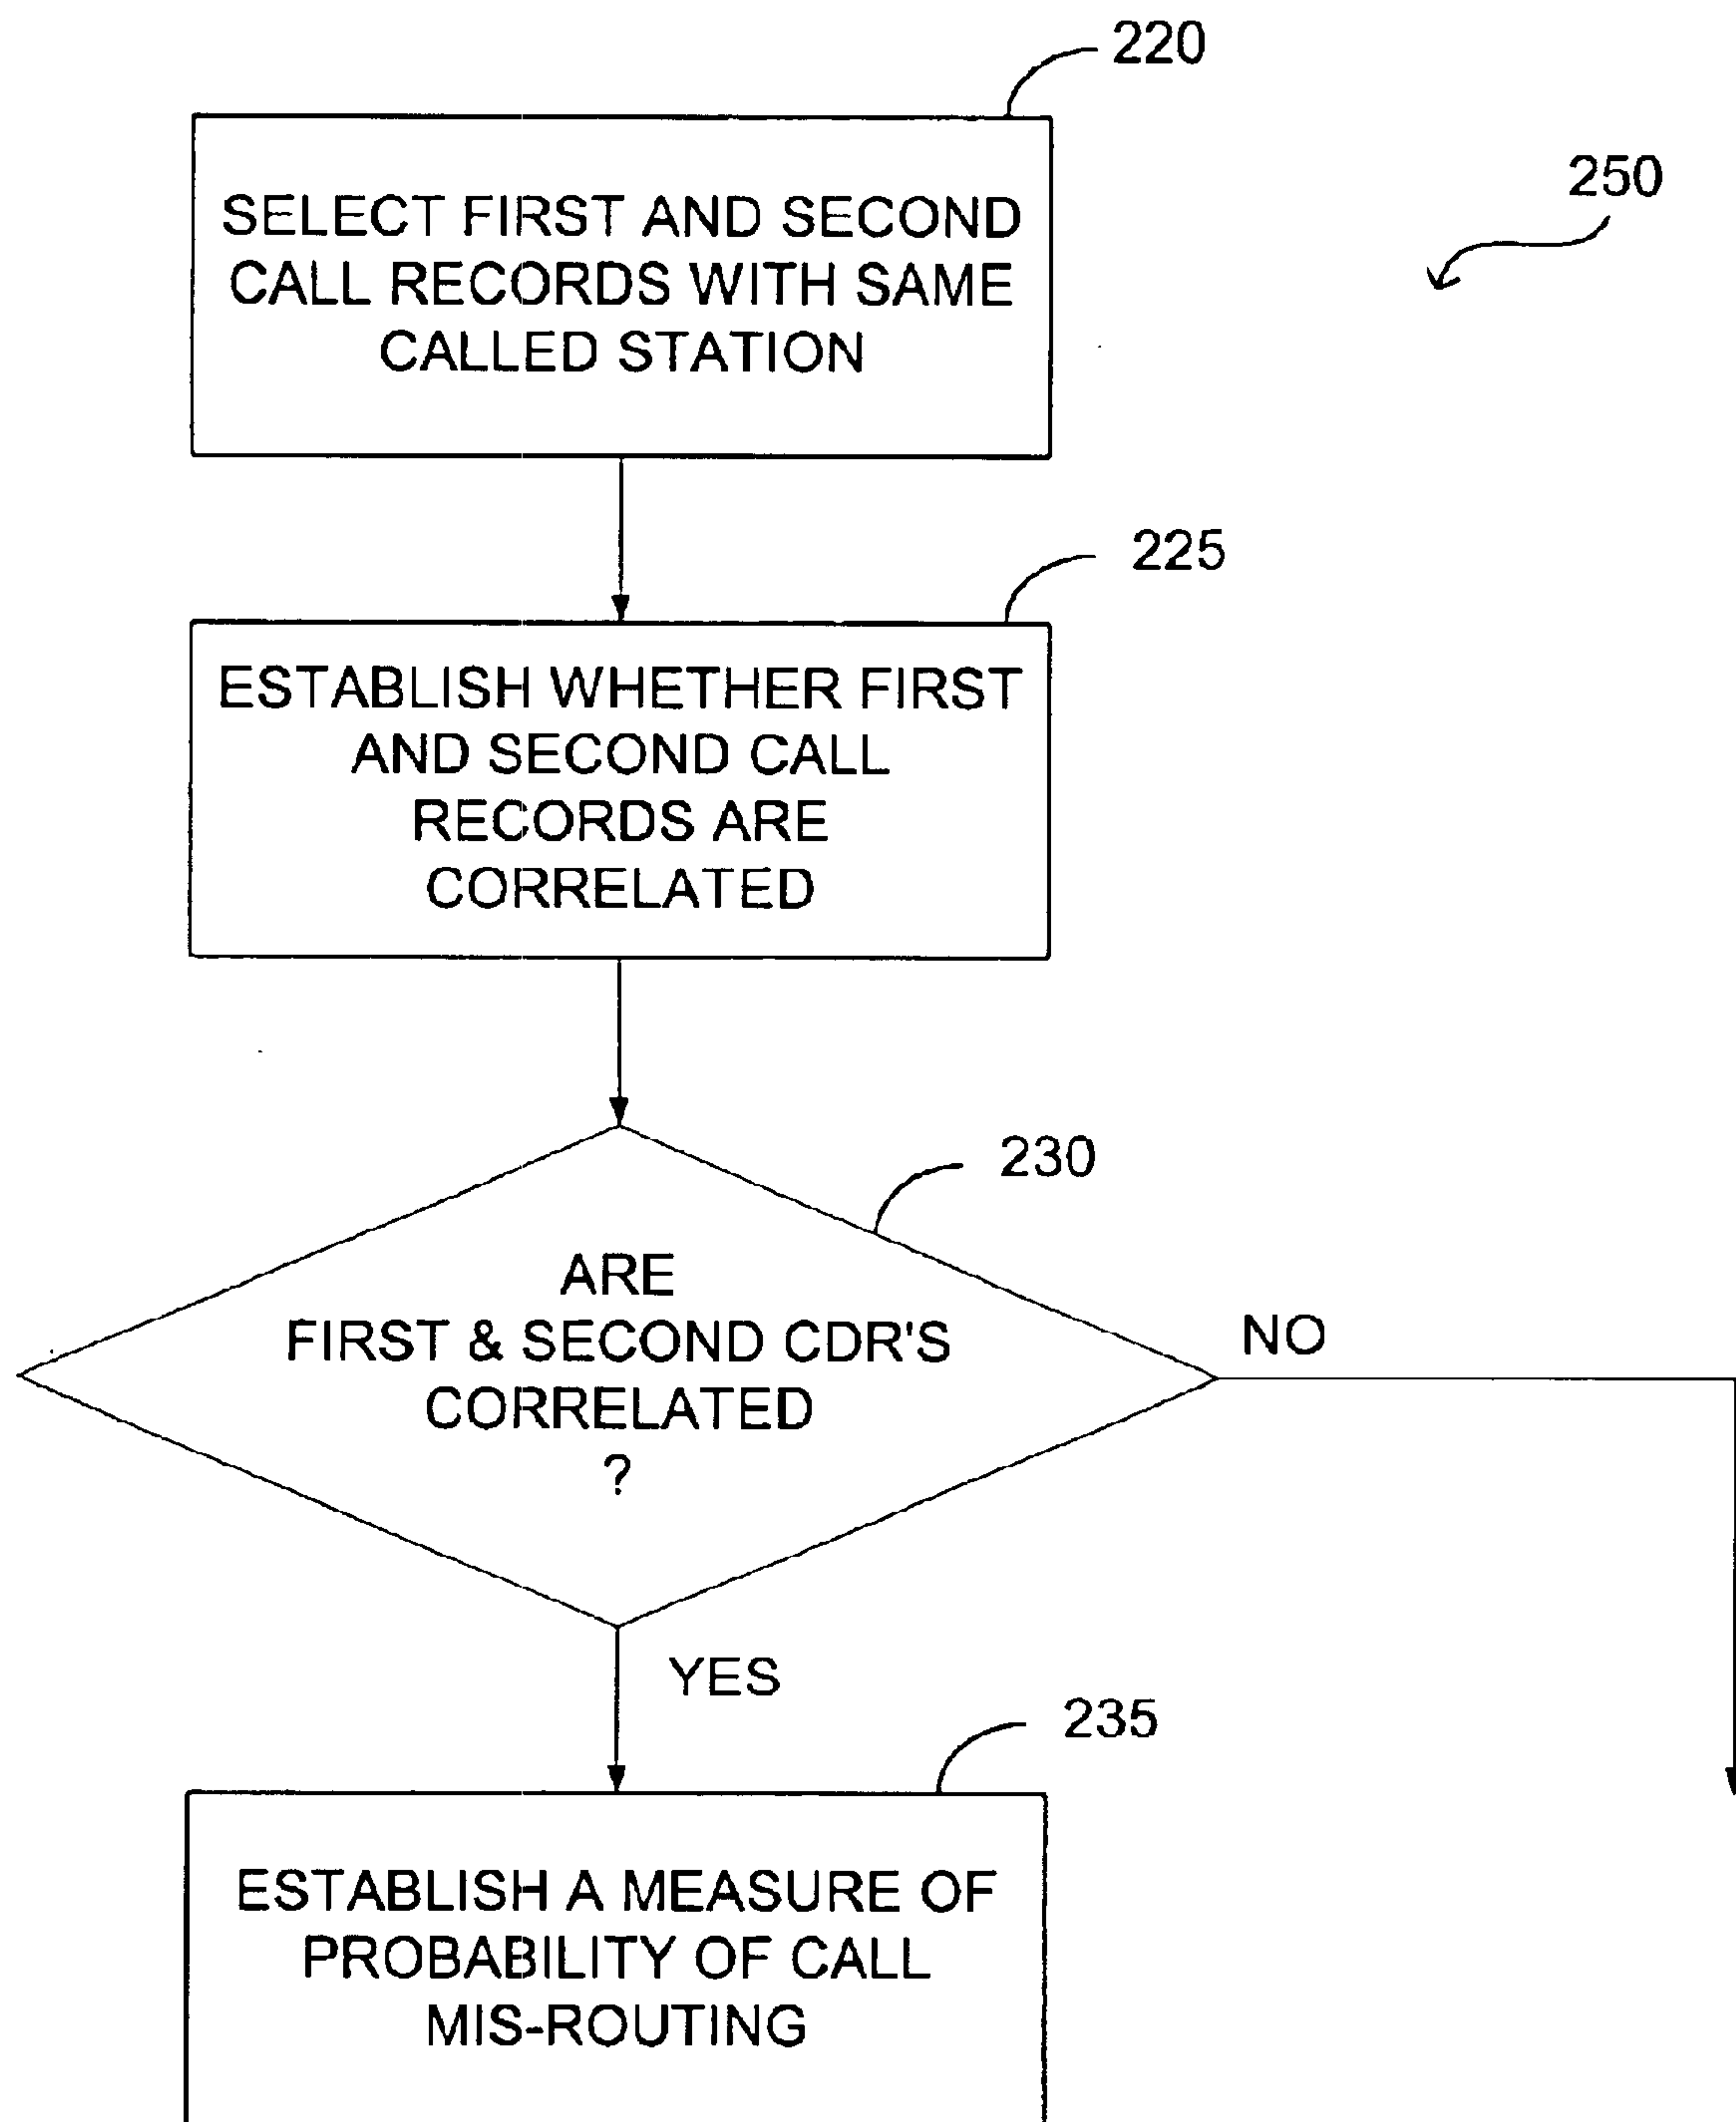 220
250
SELECT FIRST AND SECOND
CALL RECORDS WITH SAME
CALLED STATION
225
ESTABLISH WHETHER FIRST
AND SECOND CALL
RECORDS ARE
CORRELATED
230
ARE
FIRST & SECOND CDR'S
CORRELATED
?
NO
YES
235
ESTABLISH A MEASURE OF
PROBABILITY OF CALL
MIS-ROUTING